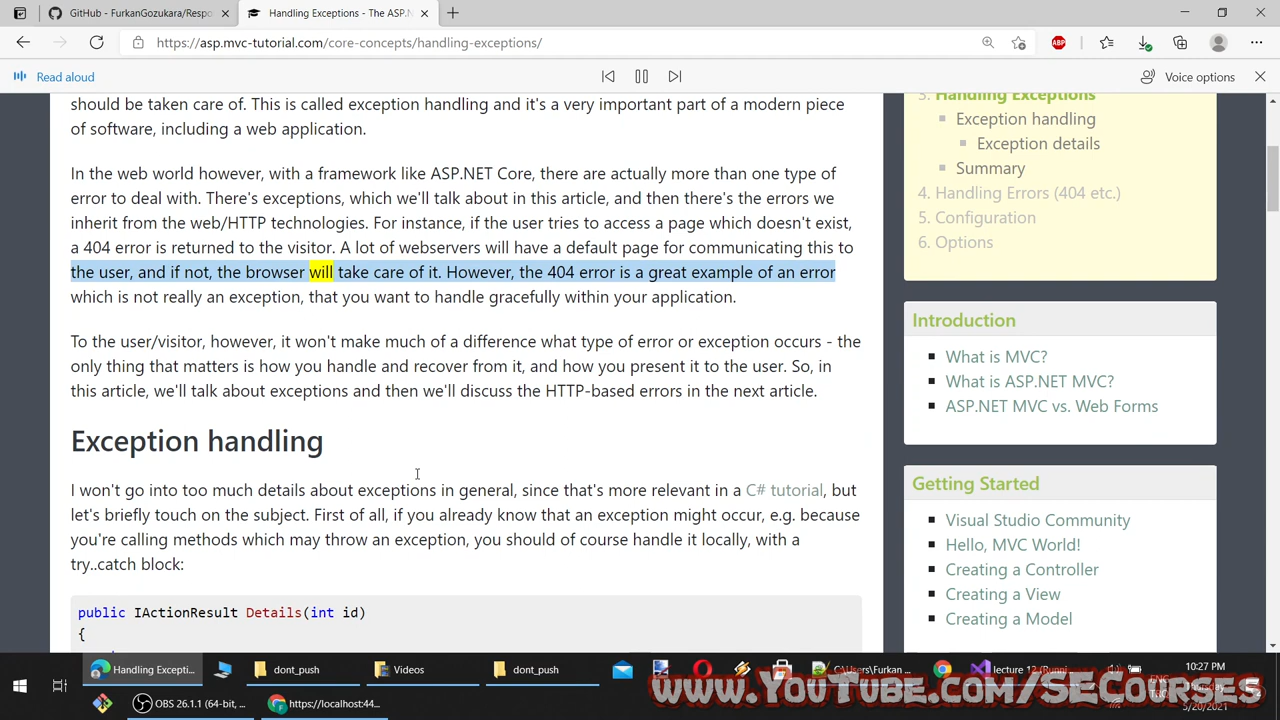 GitHub - FurkanGozukara/Respo
Handling Exceptions - The ASP.N
https://asp.mvc-tutorial.com/core-concepts/handling-exceptions/
ABP
Read aloud
Voice options
should be taken care of. This is called exception handling and it's a very important part of a modern piece
of software, including a web application.
In the web world however, with a framework like ASP.NET Core, there are actually more than one type of
error to deal with. There's exceptions, which we'll talk about in this article, and then there's the errors we
inherit from the web/HTTP technologies. For instance, if the user tries to access a page which doesn't exist,
a 404 error is returned to the visitor. A lot of webservers will have a default page for communicating this to
the user, and if not, the browser will take care of it. However, the 404 error is a great example of an error
which is not really an exception, that you want to handle gracefully within your application.
To the user/visitor, however, it won't make much of a difference what type of error or exception occurs - the
only thing that matters is how you handle and recover from it, and how you present it to the user. So, in
this article, we'll talk about exceptions and then we'll discuss the HTTP-based errors in the next article.
Exception handling
I won't go into too much details about exceptions in general, since that's more relevant in a C# tutorial, but
let's briefly touch on the subject. First of all, if you already know that an exception might occur, e.g. because
you're calling methods which may throw an exception, you should of course handle it locally, with a
try..catch block:
public IActionResult Details(int id)
{
3. Handling Exceptions
Exception handling
Exception details
Summary
4. Handling Errors (404 etc.)
5. Configuration
6. Options
Introduction
What is MVC?
What is ASP.NET MVC?
ASP.NET MVC vs. Web Forms
Getting Started
Visual Studio Community
Hello, MVC World!
Creating a Controller
Creating a View
Creating a Model
Handling Excepti...
dont_push
Videos
dont_push
C:\Users\Furkan ...
lecture 12 (Runni...
ENG
10:27 PM
Thursday
5/20/2021
OBS 26.1.1 (64-bit, ...
https://localhost:44...
www.YouTube.com/SECourses